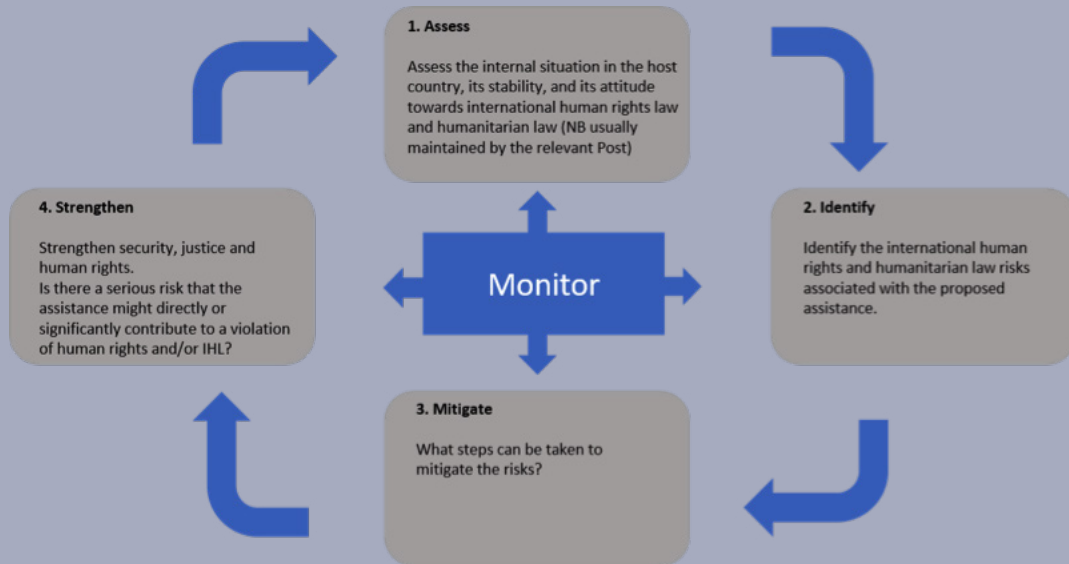 1. Assess
Assess the internal situation in the host
country, its stability, and its attitude
towards international human rights law
and humanitarian law (NB usually
maintained by the relevant Post)
2. Identify
Identify the international human
rights and humanitarian law risks
associated with the proposed
assistance.
3. Mitigate
What steps can be taken to
mitigate the risks?
4. Strengthen
Strengthen security, justice and
human rights.
Is there a serious risk that the
assistance might directly or
significantly contribute to a violation
of human rights and/or IHL?
Monitor